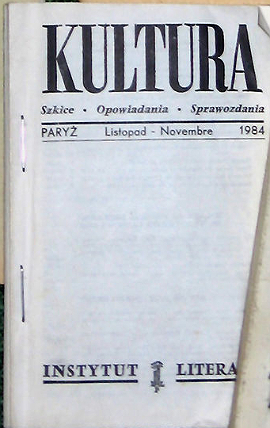 KULTURA
Szkice • Opowiadania • Sprawozdania
PARYŻ Listopad - Novembre 1984
INSTYTUT LITERA